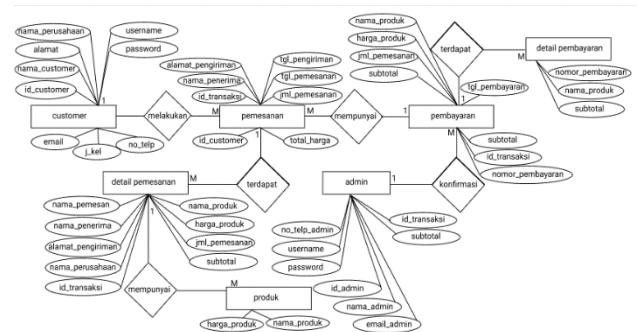 nama_perusahaan
alamat
nama_customer
id_customer
username
password
customer
1
email
j_kel
no_telp
melakukan
M
alamat_pengiriman
nama_penerima
id_transaksi
tgl_pengiriman
tgl_pemesanan
jml_pemesanan
pemesanan
id_customer
total_harga
1
M
mempunyai
1
nama_produk
harga_produk
jml_pemesanan
subtotal
terdapat
M
detail pembayaran
nomor_pembayaran
nama_produk
subtotal
tgl_pembayaran
1
pembayaran
M
subtotal
id_transaksi
nomor_pembayaran
detail pemesanan
M
terdapat
admin
1
konfirmasi
nama_pemesan
nama_penerima
alamat_pengiriman
nama_perusahaan
id_transaksi
1
nama_produk
harga_produk
jml_pemesanan
subtotal
no_telp_admin
username
password
id_transaksi
subtotal
id_admin
nama_admin
email_admin
mempunyai
M
produk
harga_produk
nama_produk